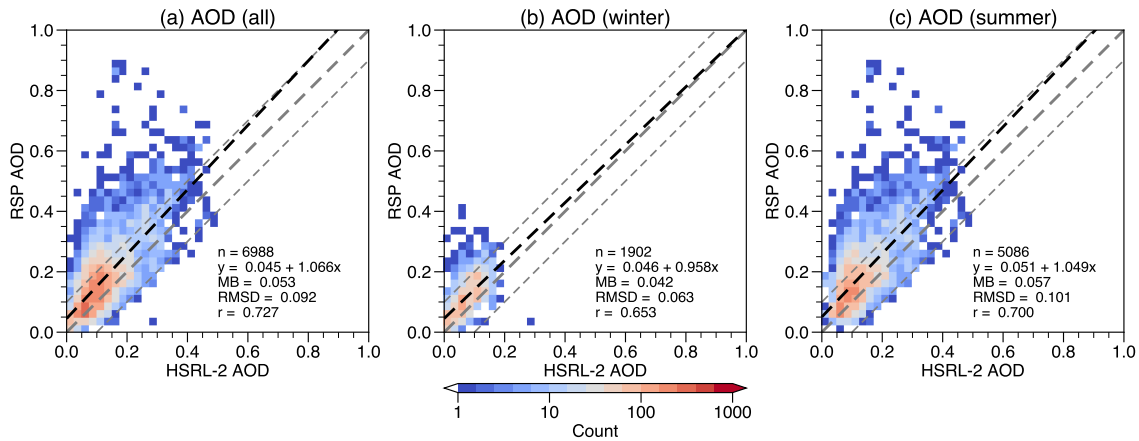 (a) AOD (all)
1.0
0.8
0.6
0.4
0.2
0.0
RSP AOD
n = 6988
y = 0.045 + 1.066x
MB = 0.053
RMSD = 0.092
r = 0.727
0.0 0.2 0.4 0.6 0.8 1.0
HSRL-2 AOD
(b) AOD (winter)
1.0
0.8
0.6
0.4
0.2
0.0
RSP AOD
n = 1902
y = 0.046 + 0.958x
MB = 0.042
RMSD = 0.063
r = 0.653
0.0 0.2 0.4 0.6 0.8 1.0
HSRL-2 AOD
(c) AOD (summer)
1.0
0.8
0.6
0.4
0.2
0.0
RSP AOD
n = 5086
y = 0.051 + 1.049x
MB = 0.057
RMSD = 0.101
r = 0.700
0.0 0.2 0.4 0.6 0.8 1.0
HSRL-2 AOD
1 10 100 1000
Count